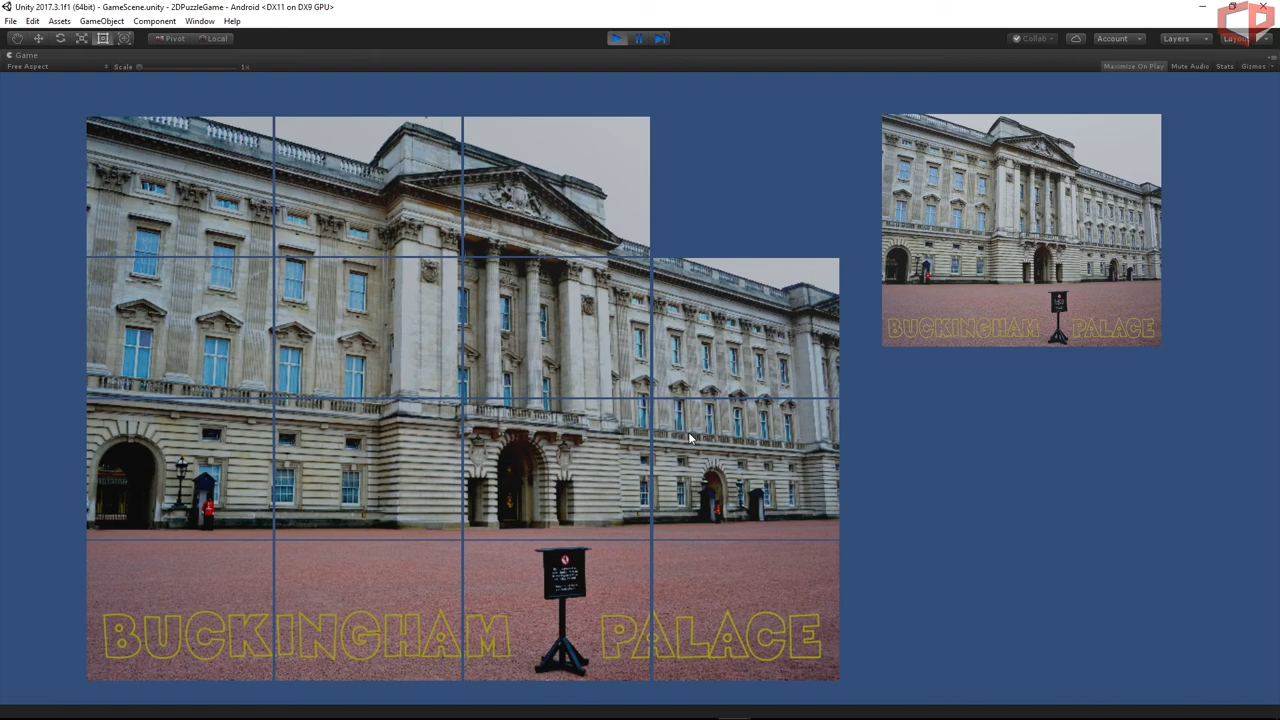 Unity 2017.3.1f1 (64bit) - GameScene.unity - 2DPuzzleGame - Android <DX11 on DX9 GPU>
File Edit Assets GameObject Component Window Help
Pivot Local Collab Account Layers
Game
Free Aspect Scale 1x Maximize On Play Mute Audio Stats Gizmos
BUCKINGHAM PALACE
BUCKINGHAM PALACE